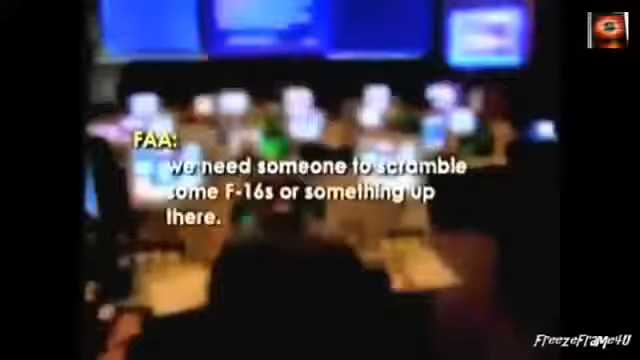 FAA:
we need someone to scramble
some F-16s or something up
there.
FreezeFrame4U